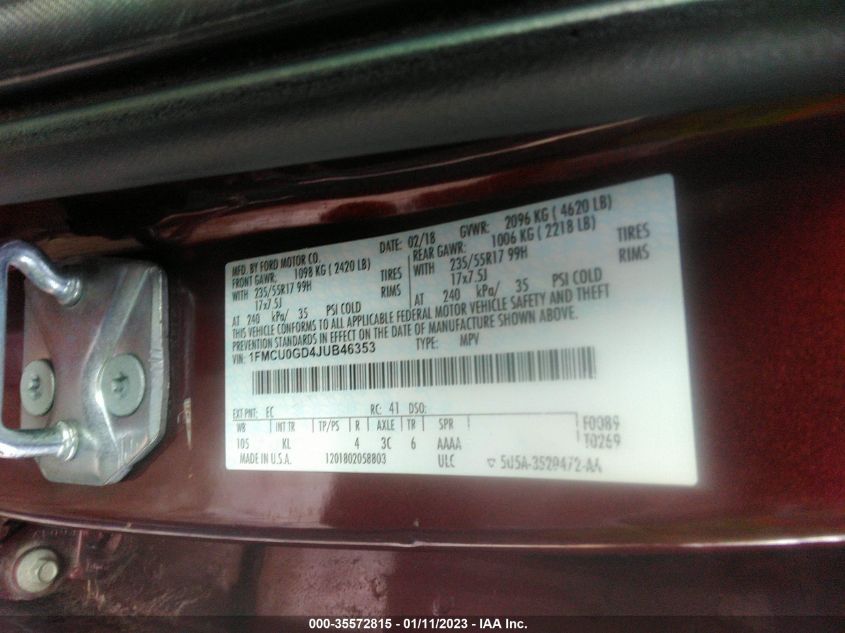 MFD. BY FORD MOTOR CO. DATE: 02/18 GVWR: 2096 KG ( 4620 LB)
FRONT GAWR: 1098 KG ( 2420 LB) REAR GAWR: 1006 KG ( 2218 LB)
WITH 235/55R17 99H TIRES WITH 235/55R17 99H TIRES
17x7.5J RIMS 17x7.5J RIMS
AT 240 kPa/ 35 PSI COLD AT 240 kPa/ 35 PSI COLD
THIS VEHICLE CONFORMS TO ALL APPLICABLE FEDERAL MOTOR VEHICLE SAFETY AND THEFT
PREVENTION STANDARDS IN EFFECT ON THE DATE OF MANUFACTURE SHOWN ABOVE.
VIN: 1FMCU0GD4JUB46353 TYPE: MPV
EXT PNT: EC RC: 41 DSO:
WB INT TR TP/PS R AXLE TR SPR F0089
105 KL 4 3C 6 AAAA T0269
MADE IN U.S.A. 1201802058803 ULC ▽ 5U5A-3520472-AA
000-35572815 - 01/11/2023 - IAA Inc.